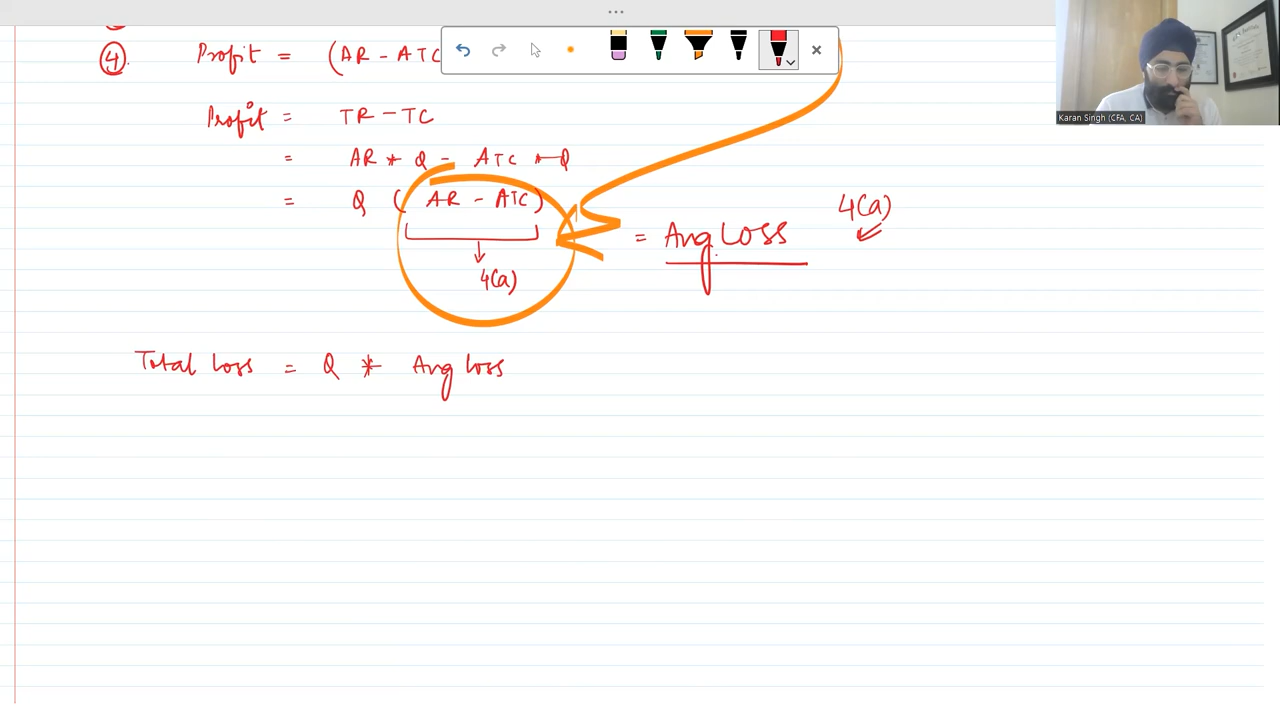 ④. Profit = (AR - ATC
Profit = TR - TC
= AR * Q - ATC * Q
= Q (AR - ATC)
= Avg Loss 4(a)
4(a)
Total loss = Q * Avg loss
Karan Singh (CFA, CA)